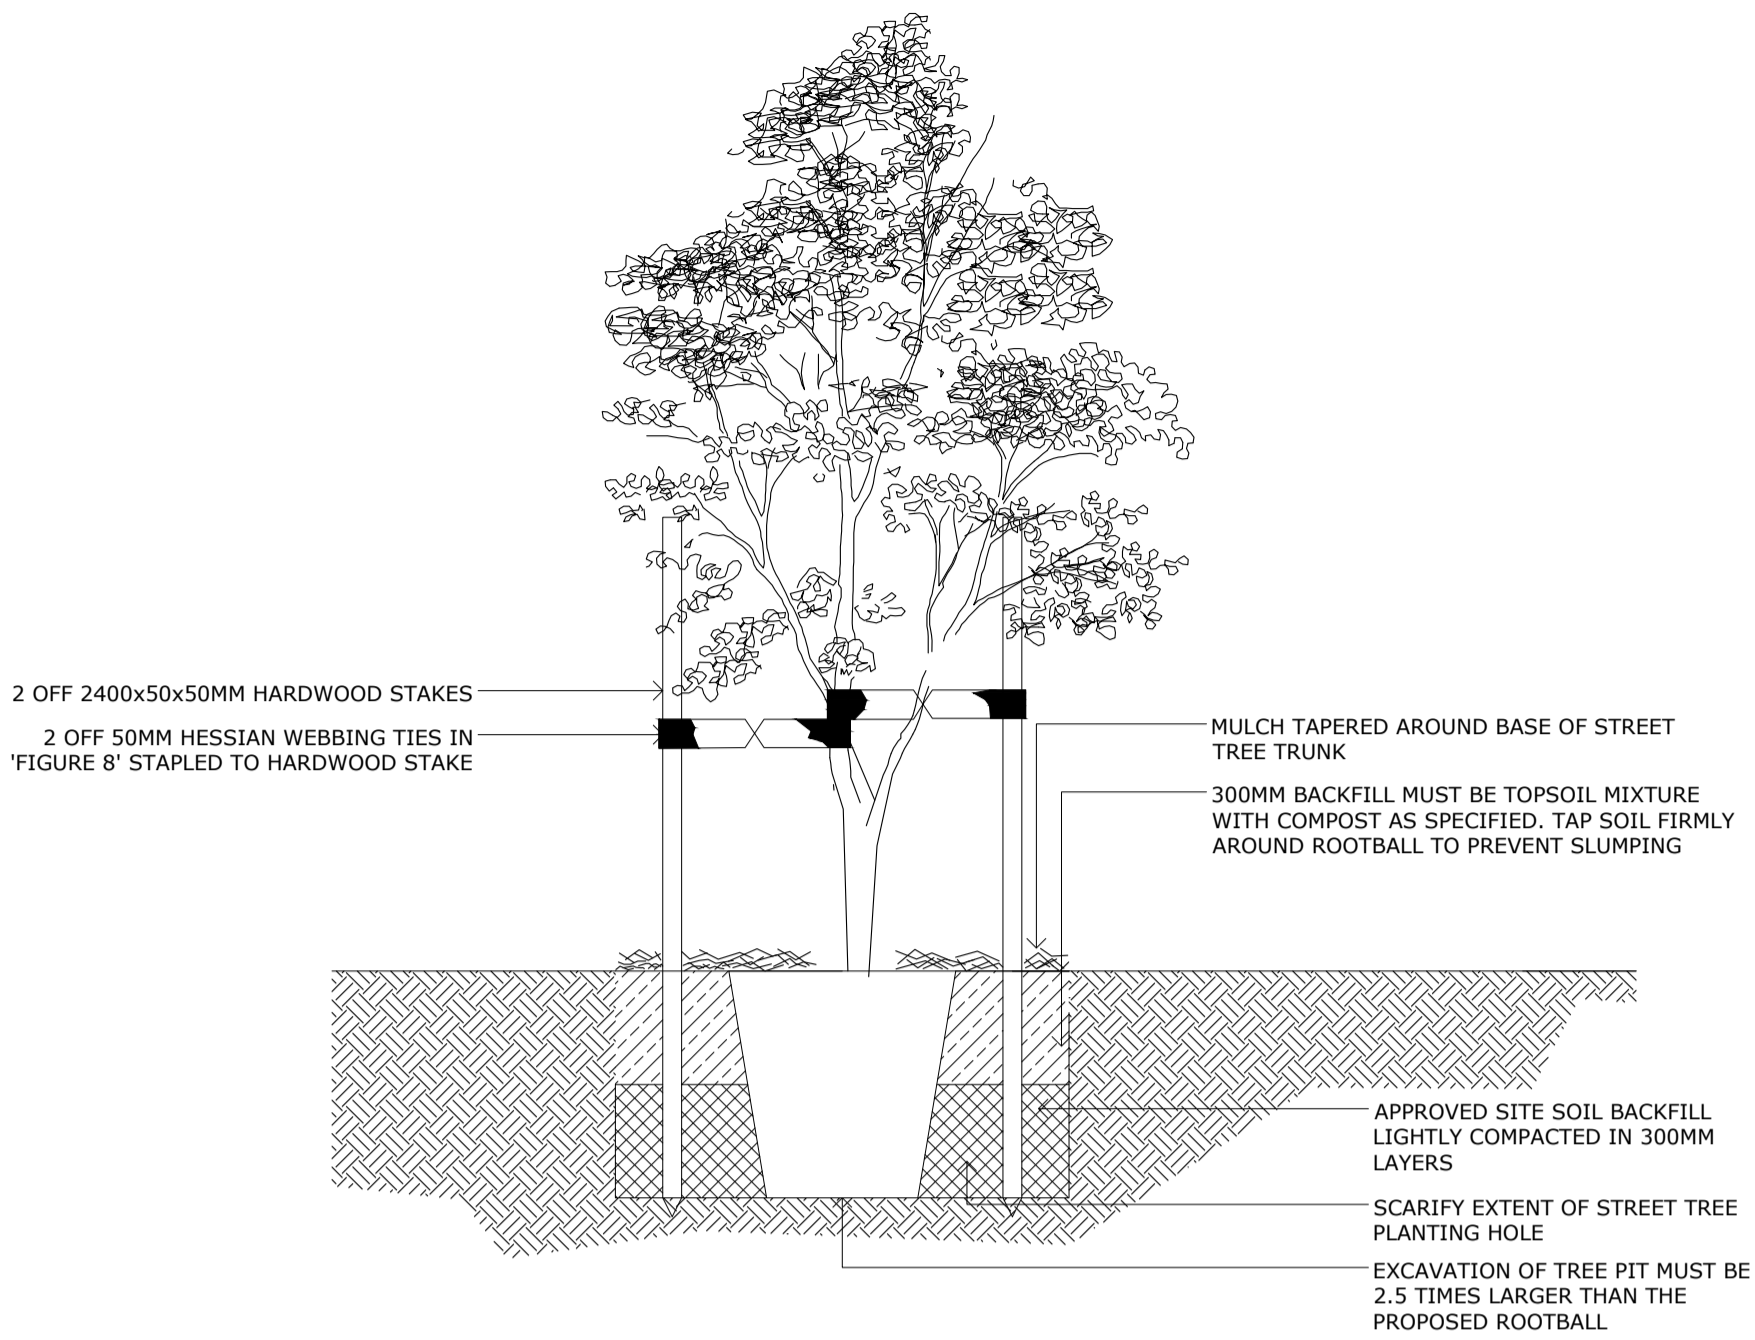 2 OFF 2400x50x50MM HARDWOOD STAKES
2 OFF 50MM HESSIAN WEBBING TIES IN
'FIGURE 8' STAPLED TO HARDWOOD STAKE
MULCH TAPERED AROUND BASE OF STREET
TREE TRUNK
300MM BACKFILL MUST BE TOPSOIL MIXTURE
WITH COMPOST AS SPECIFIED. TAP SOIL FIRMLY
AROUND ROOTBALL TO PREVENT SLUMPING
APPROVED SITE SOIL BACKFILL
LIGHTLY COMPACTED IN 300MM
LAYERS
SCARIFY EXTENT OF STREET TREE
PLANTING HOLE
EXCAVATION OF TREE PIT MUST BE
2.5 TIMES LARGER THAN THE
PROPOSED ROOTBALL